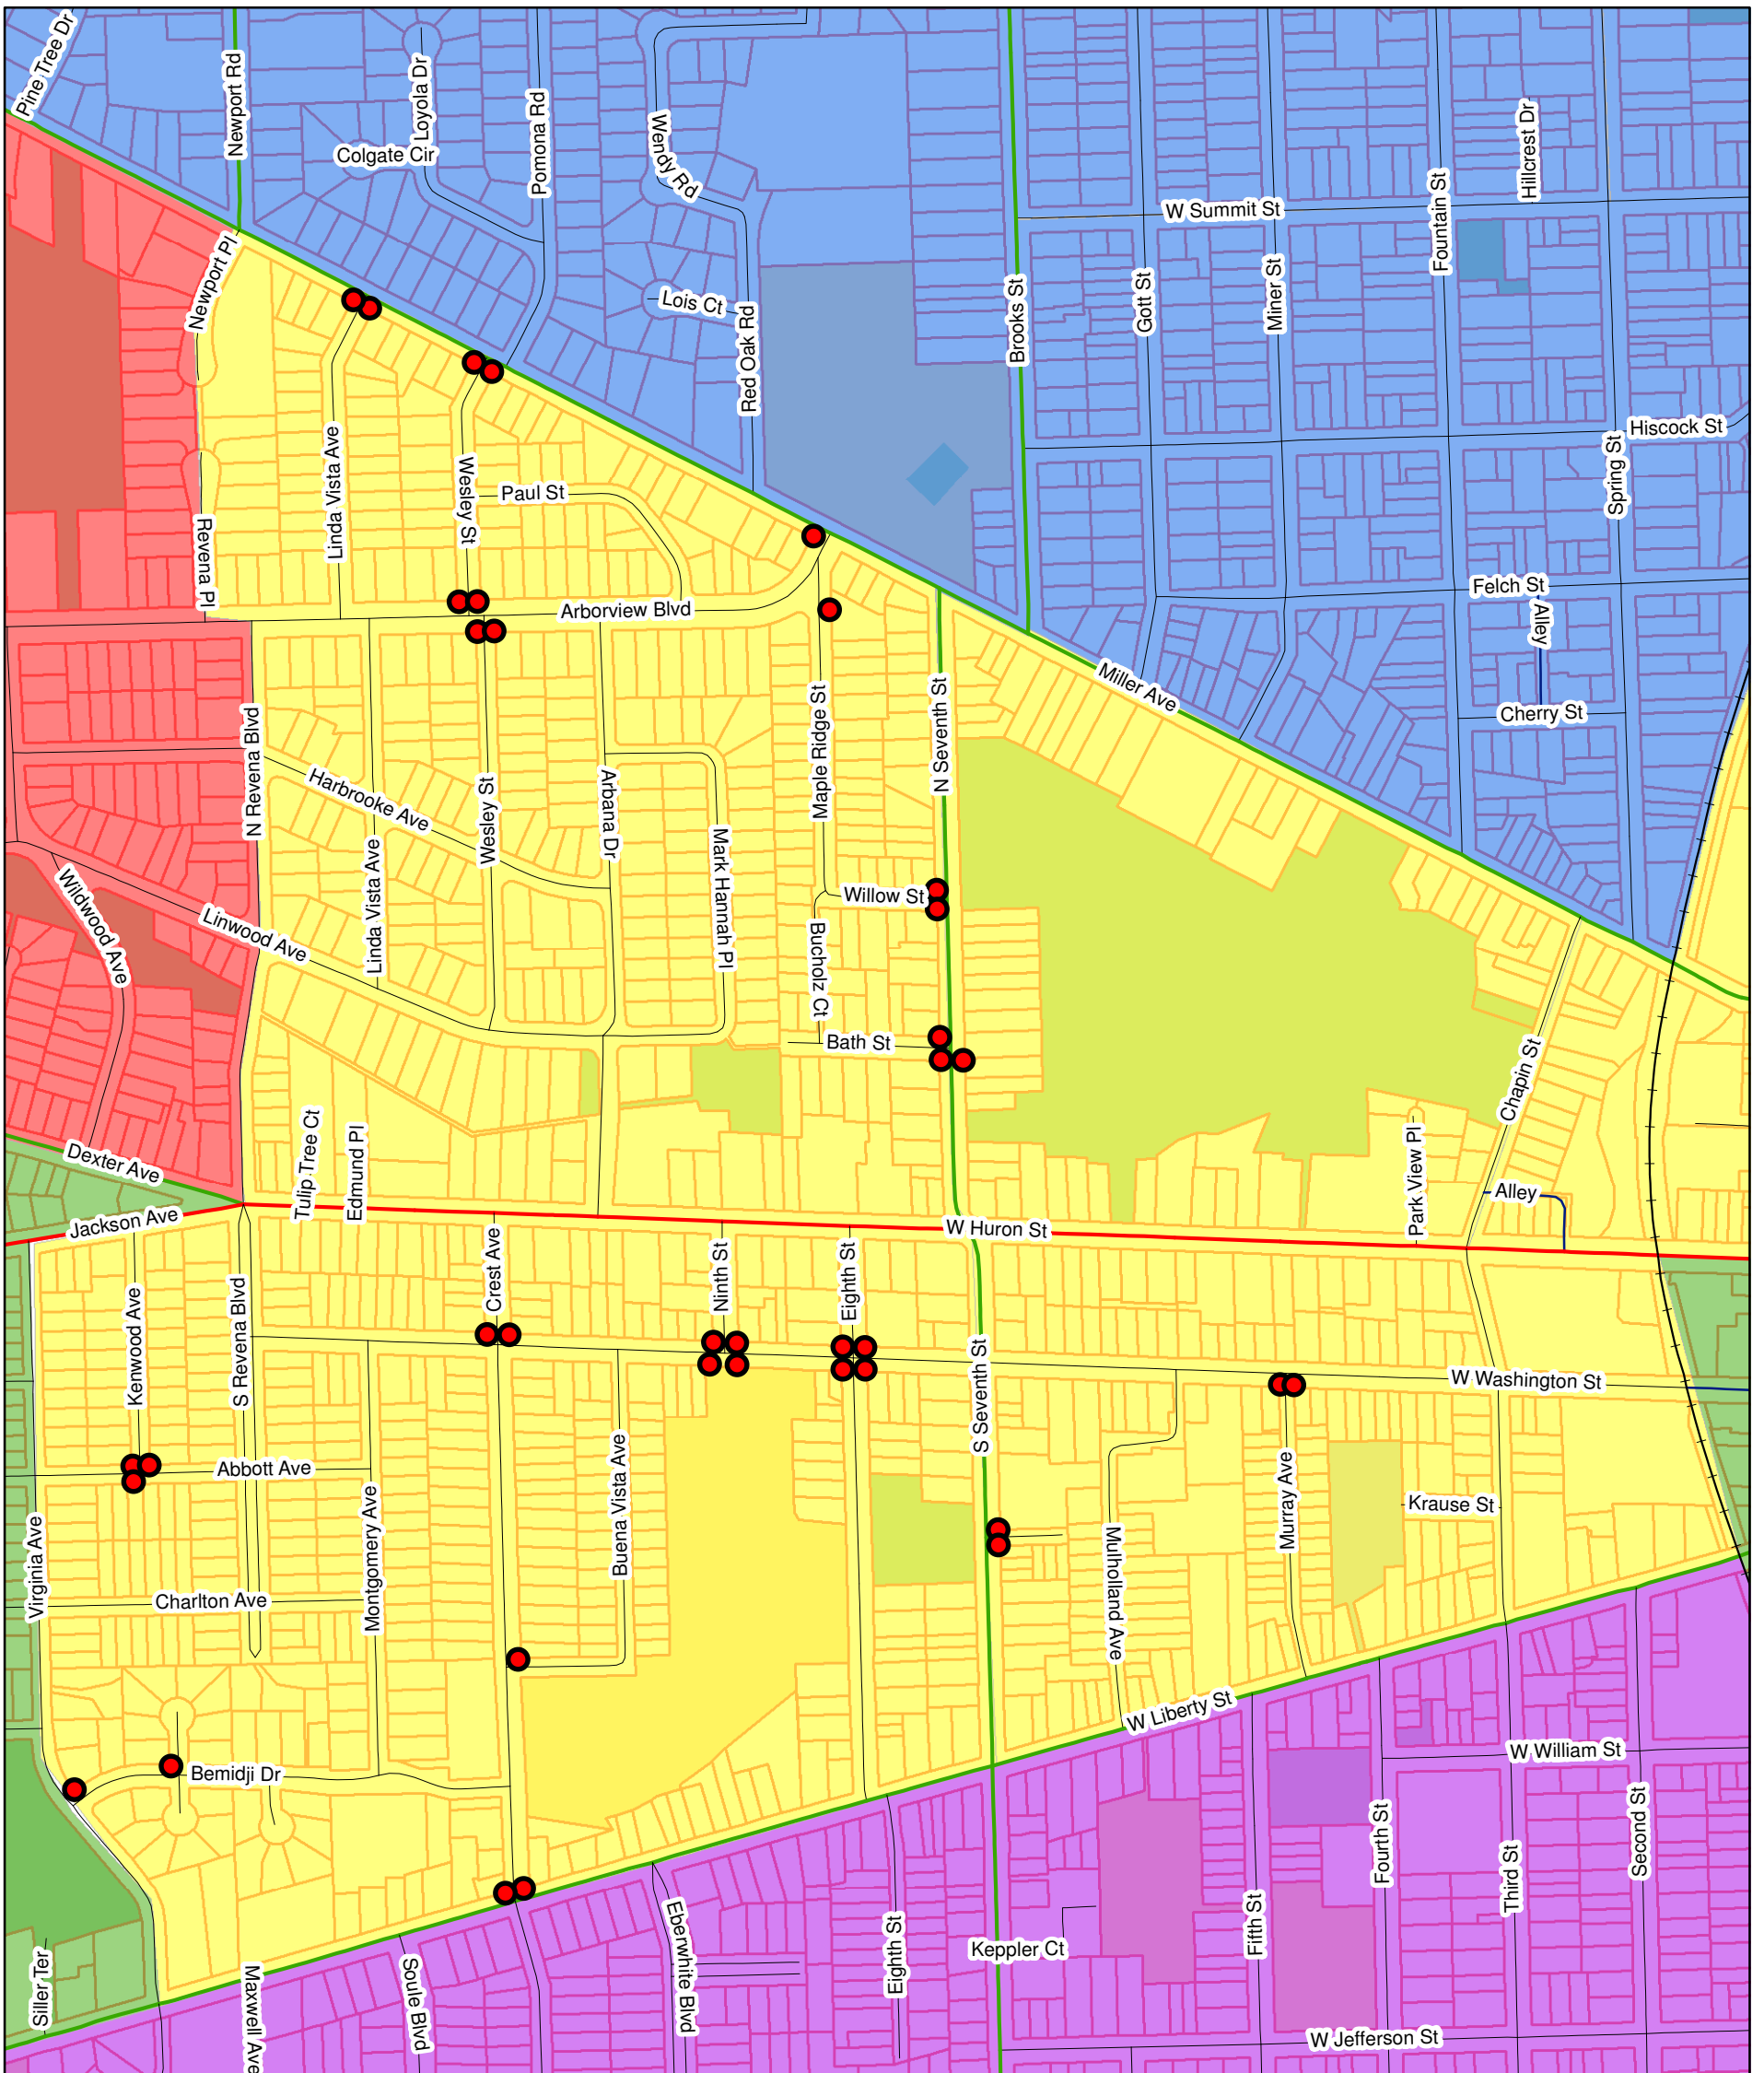 Pine Tree Dr
Newport Rd
Loyola Dr
Colgate Cir
Pomona Rd
Wendy Rd
Hillcrest Dr
W Summit St
Fountain St
Newport Pl
Lois Ct
Red Oak Rd
Brooks St
Gott St
Miner St
Hiscock St
Spring St
Linda Vista Ave
Wesley St
Paul St
Revena Pl
Arborview Blvd
Felch St
Alley
Miller Ave
Cherry St
N Revena Blvd
Harbrooke Ave
Wesley St
Arbana Dr
Maple Ridge St
N Seventh St
Linda Vista Ave
Mark Hannah Pl
Willow St
Wildwood Ave
Linwood Ave
Bucholz Ct
Bath St
Chapin St
Dexter Ave
Tulip Tree Ct
Edmund Pl
Park View Pl
Alley
Jackson Ave
W Huron St
Kenwood Ave
S Revena Blvd
Crest Ave
Ninth St
Eighth St
S Seventh St
W Washington St
Abbott Ave
Virginia Ave
Montgomery Ave
Buena Vista Ave
Murray Ave
Krause St
Mulholland Ave
Charlton Ave
W Liberty St
Bemidji Dr
W William St
Fourth St
Third St
Second St
Siller Ter
Maxwell Ave
Soule Blvd
Eberwhite Blvd
Eighth St
Keppler Ct
Fifth St
W Jefferson St